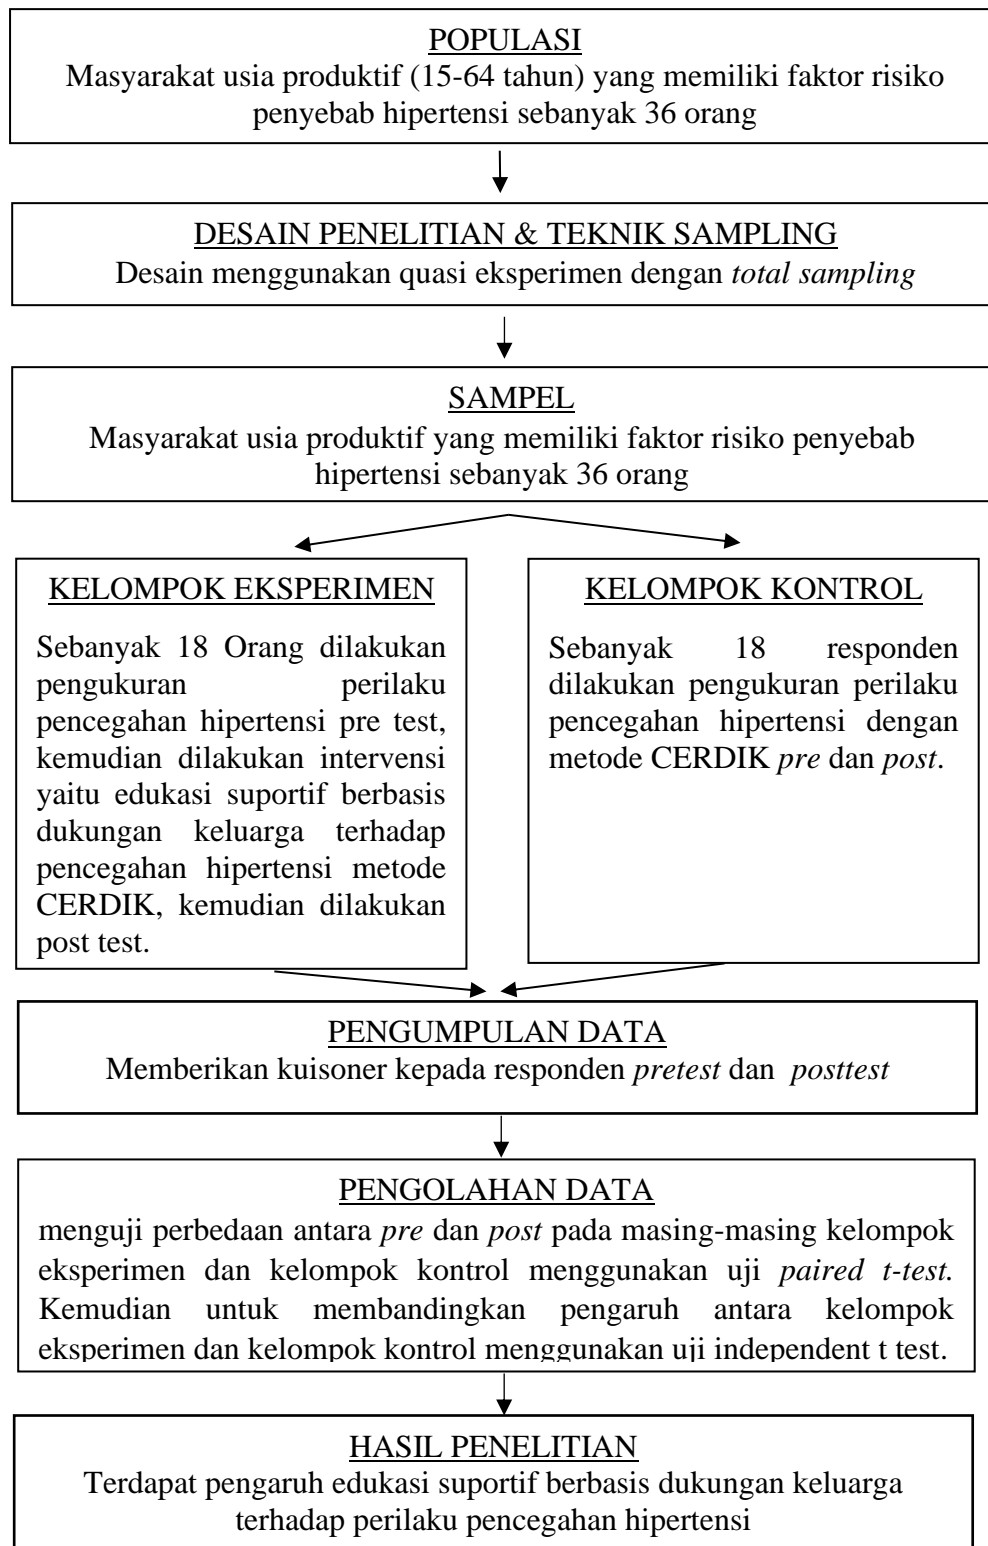 POPULASI
Masyarakat usia produktif (15-64 tahun) yang memiliki faktor risiko
penyebab hipertensi sebanyak 36 orang
DESAIN PENELITIAN & TEKNIK SAMPLING
Desain menggunakan quasi eksperimen dengan total sampling
SAMPEL
Masyarakat usia produktif yang memiliki faktor risiko penyebab
hipertensi sebanyak 36 orang
KELOMPOK EKSPERIMEN
Sebanyak 18 Orang dilakukan
pengukuran perilaku
pencegahan hipertensi pre test,
kemudian dilakukan intervensi
yaitu edukasi suportif berbasis
dukungan keluarga terhadap
pencegahan hipertensi metode
CERDIK, kemudian dilakukan
post test.
KELOMPOK KONTROL
Sebanyak 18 responden
dilakukan pengukuran perilaku
pencegahan hipertensi dengan
metode CERDIK pre dan post.
PENGUMPULAN DATA
Memberikan kuisoner kepada responden pretest dan posttest
PENGOLAHAN DATA
menguji perbedaan antara pre dan post pada masing-masing kelompok
eksperimen dan kelompok kontrol menggunakan uji paired t-test.
Kemudian untuk membandingkan pengaruh antara kelompok
eksperimen dan kelompok kontrol menggunakan uji independent t test.
HASIL PENELITIAN
Terdapat pengaruh edukasi suportif berbasis dukungan keluarga
terhadap perilaku pencegahan hipertensi